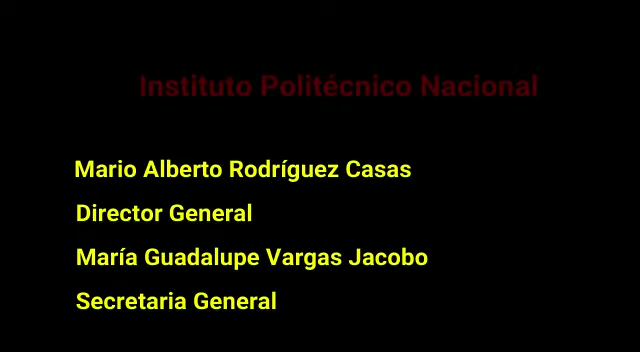 Instituto Politécnico Nacional
Mario Alberto Rodríguez Casas
Director General
María Guadalupe Vargas Jacobo
Secretaria General